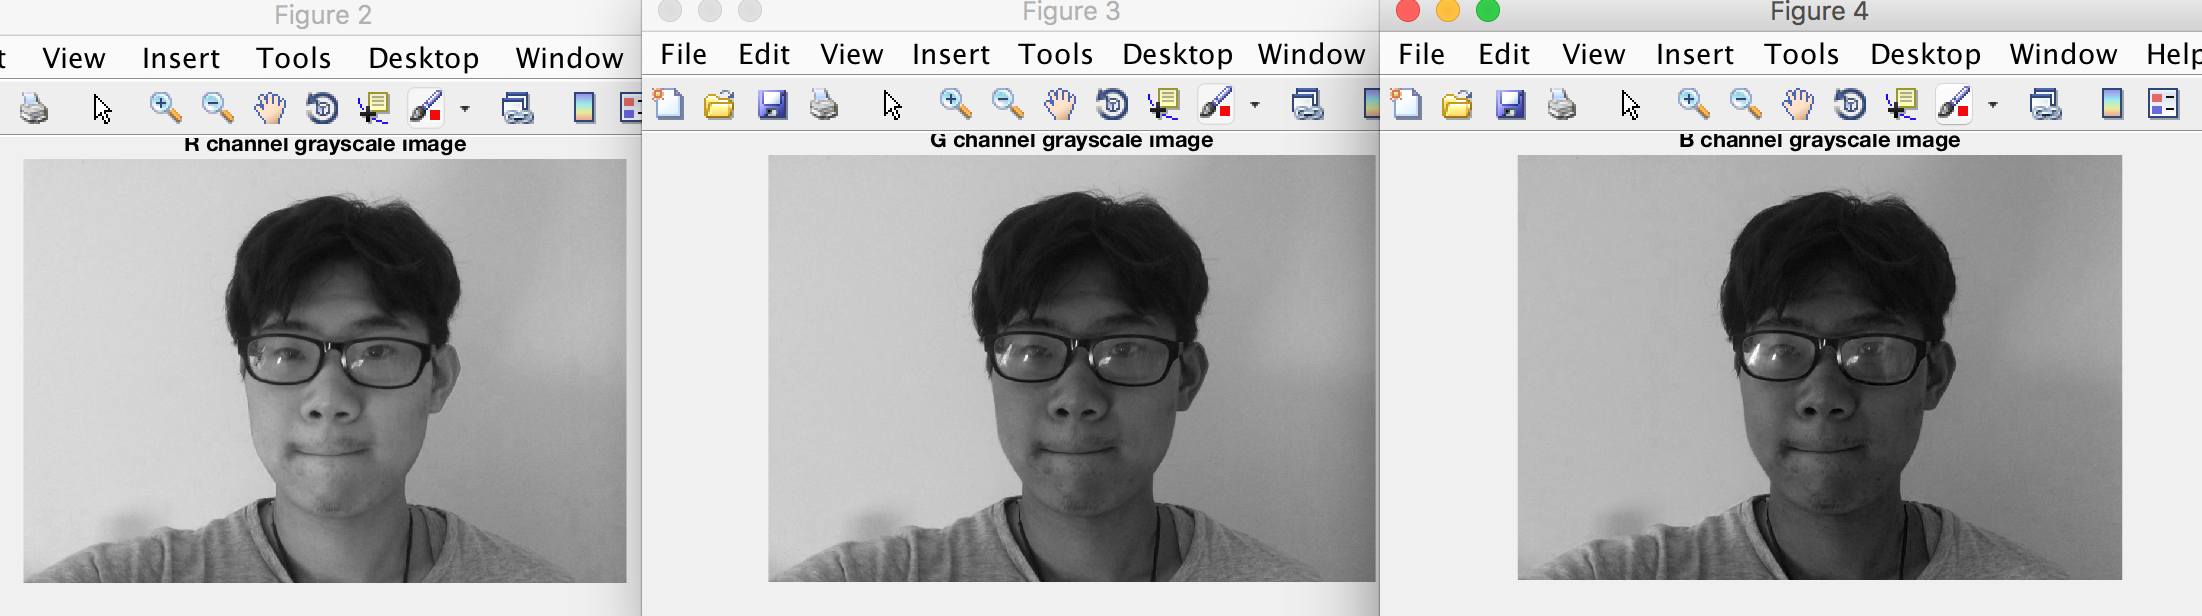 Figure 2
View Insert Tools Desktop Window
R channel grayscale image
Figure 3
File Edit View Insert Tools Desktop Window
G channel grayscale image
Figure 4
File Edit View Insert Tools Desktop Window Help
B channel grayscale image